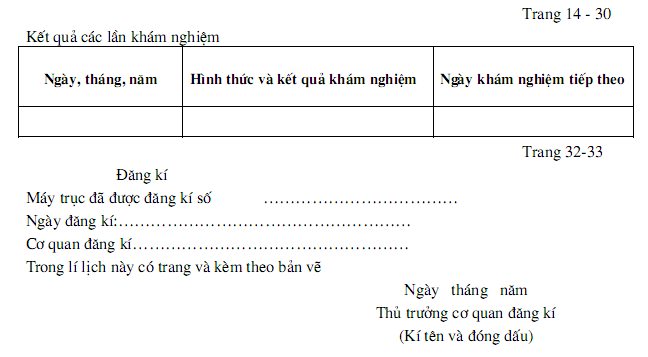 Trang 14 - 30
Kết quả các lần khám nghiệm
Ngày, tháng, năm
Hình thức và kết quả khám nghiệm
Ngày khám nghiệm tiếp theo
Trang 32-33
Đăng kí
Máy trục đã được đăng kí số …………………………………
Ngày đăng kí:…………………………………………………
Cơ quan đăng kí………………………………………………
Trong lí lịch này có trang và kèm theo bản vẽ
Ngày tháng năm
Thủ trưởng cơ quan đăng kí
(Kí tên và đóng dấu)